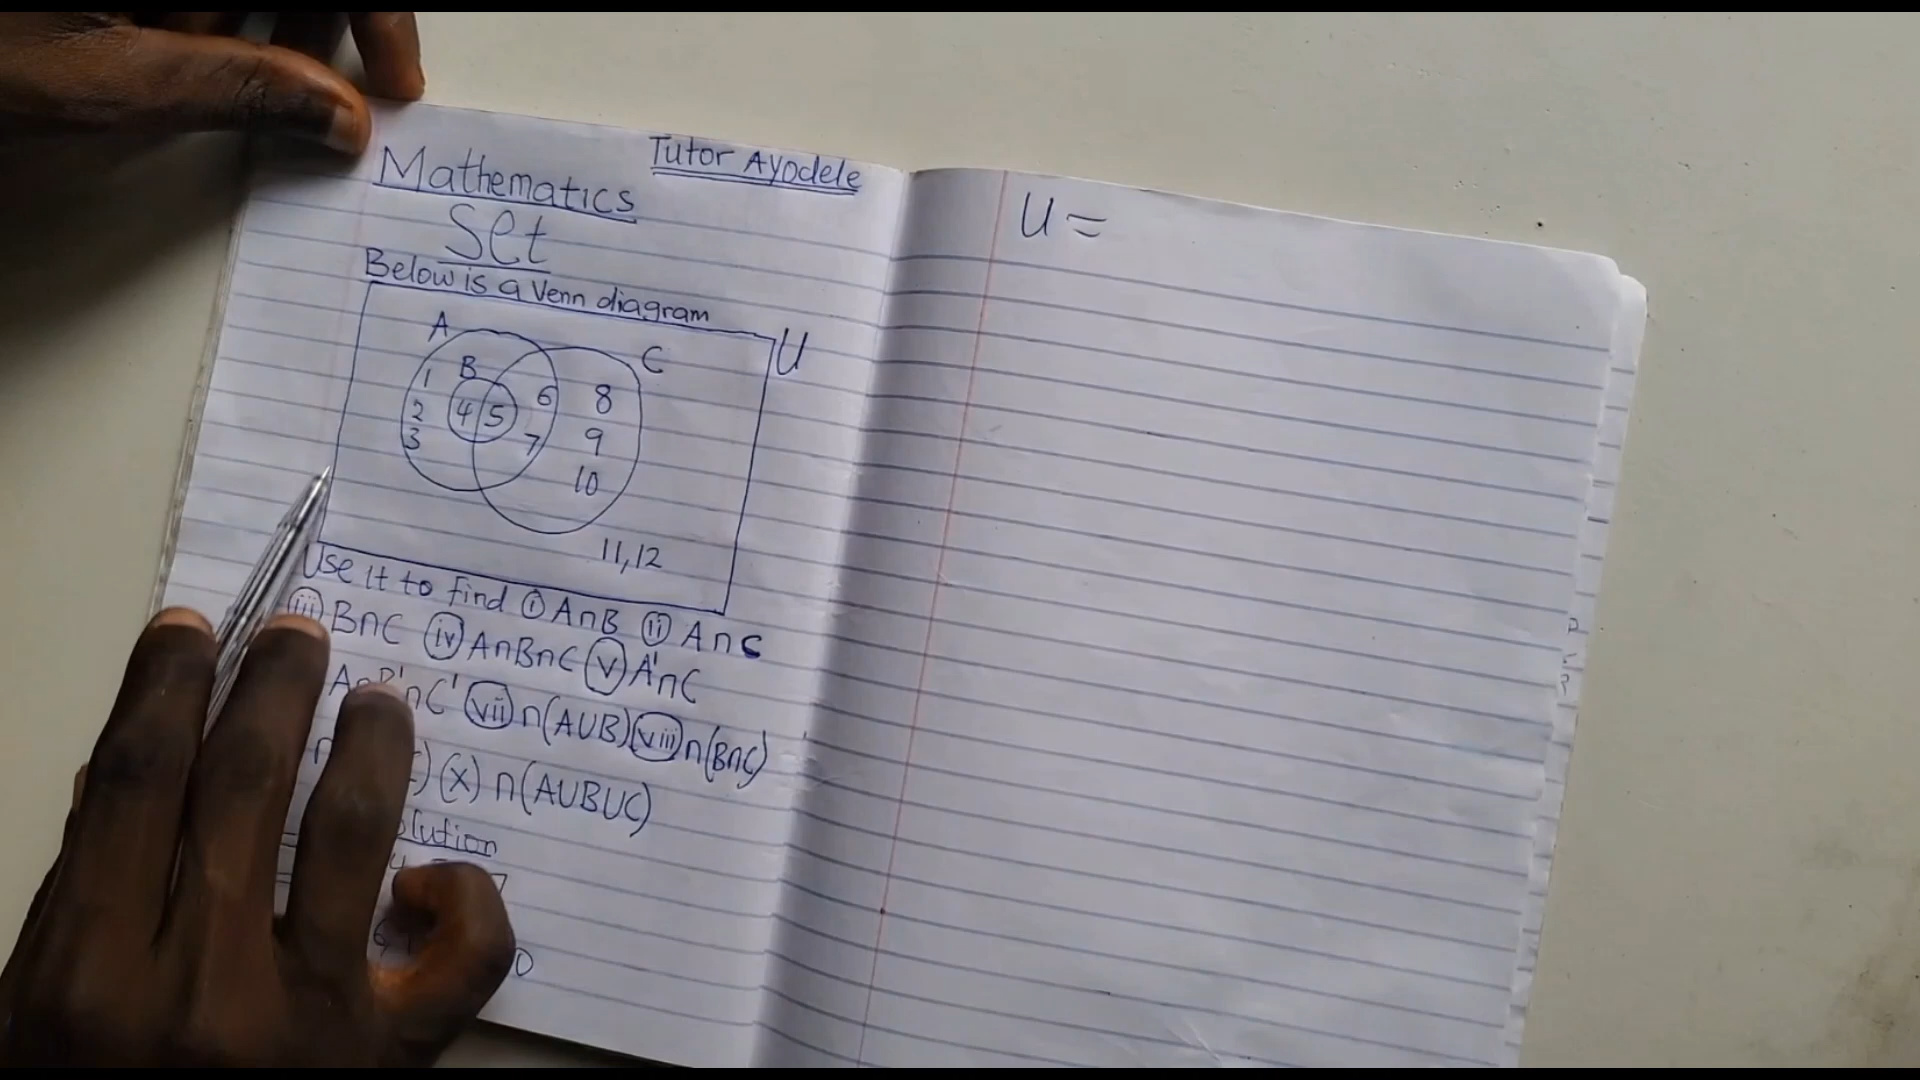 Tutor Ayodele
Mathematics
Set
Below is a Venn diagram
A
B
C
U
1
2
3
4 5
6
7
8
9
10
11,12
Use it to find (i) A∩B (ii) A∩C
(iii) B∩C (iv) A∩B∩C (v) A'∩C
A∩B'∩C' (vii) n(AUB) (viii) n(B∩C)
(x) n(AUBUC)
U =